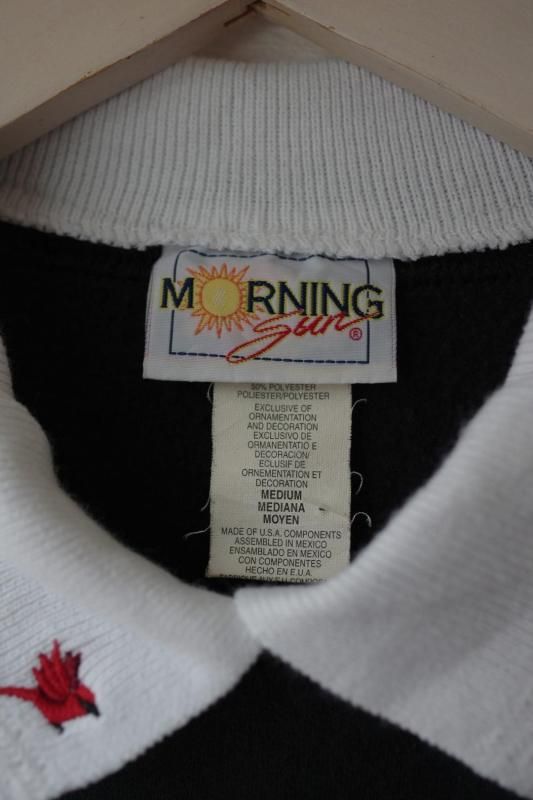 MORNING
Sun®
50% POLYESTER
POLIESTER/POLYESTER
EXCLUSIVE OF
ORNAMENTATION
AND DECORATION
EXCLUSIVO DE
ORMANENTATIO E
DECORACION/
ECLUSIF DE
ORNEMENTATION ET
DECORATION
MEDIUM
MEDIANA
MOYEN
MADE OF U.S.A. COMPONENTS
ASSEMBLED IN MEXICO
ENSAMBLADO EN MEXICO
CON COMPONENTES
HECHO EN E.U.A.